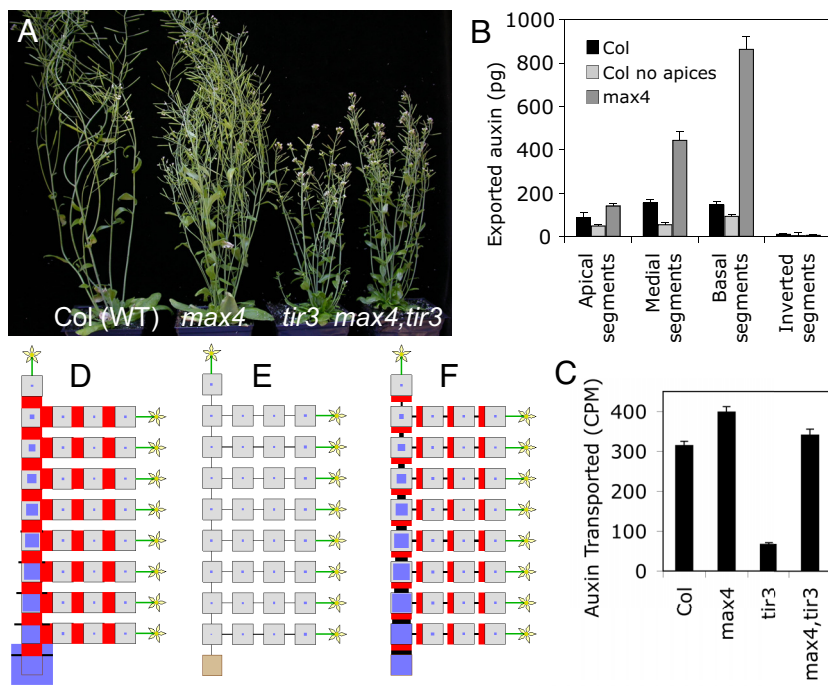 A
Col (WT) max4 tir3 max4,tir3
B
Exported auxin (pg)
1000
800
600
400
200
0
Col
Col no apices
max4
Apical
segments
Medial
segments
Basal
segments
Inverted
segments
D
E
F
C
Auxin Transported (CPM)
400
300
200
100
0
Col
max4
tir3
max4,tir3